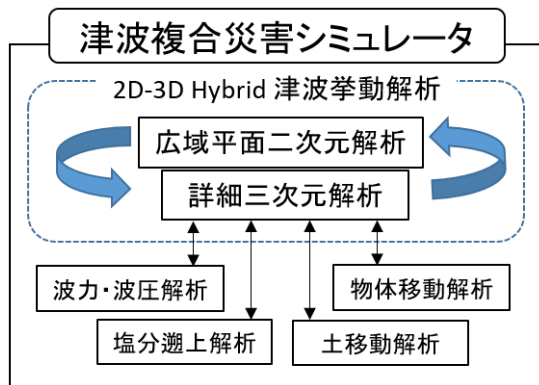 津波複合災害シミュレータ
2D-3D Hybrid 津波挙動解析
広域平面二次元解析
詳細三次元解析
波力・波圧解析
物体移動解析
塩分遡上解析
土移動解析